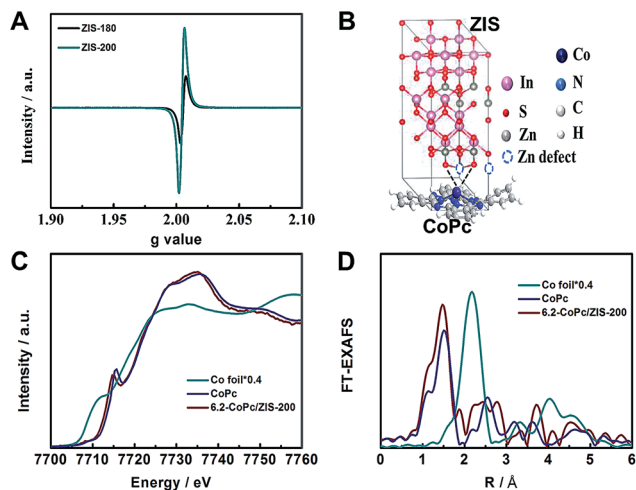 A
ZIS-180
ZIS-200
Intensity / a.u.
1.90 1.95 2.00 2.05 2.10
g value
B
ZIS
Co
In
N
S
C
Zn
H
Zn defect
CoPc
C
Intensity / a.u.
Co foil*0.4
CoPc
6.2-CoPc/ZIS-200
7700 7710 7720 7730 7740 7750 7760
Energy / eV
D
FT-EXAFS
Co foil*0.4
CoPc
6.2-CoPc/ZIS-200
0 1 2 3 4 5 6
R / Å